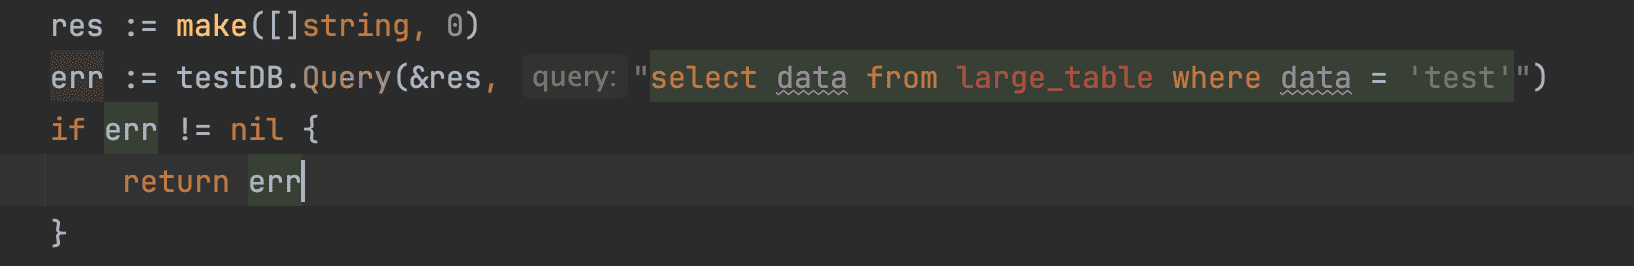 res := make([]string, 0)
err := testDB.Query(&res, query: "select data from large_table where data = 'test'")
if err != nil {
    return err
}